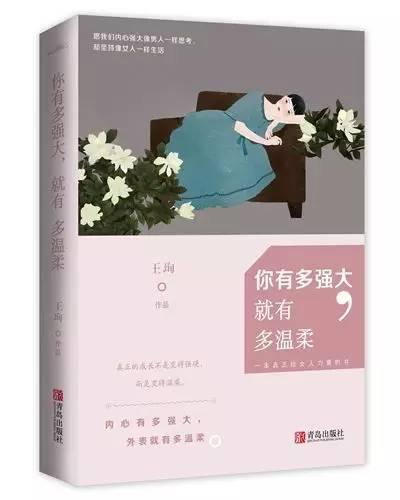 愿我们内心强大像男人一样思考，
却坚持像女人一样生活
你有多强大，
就有
多温柔
一本真正给女人力量的书
王珣
作品
真正的成长不是变得强硬，
而是变得温柔。
内心有多强大，
外表就有多温柔
青岛出版社
你有多强大，就有 多温柔
王珣
作品
青岛出版社